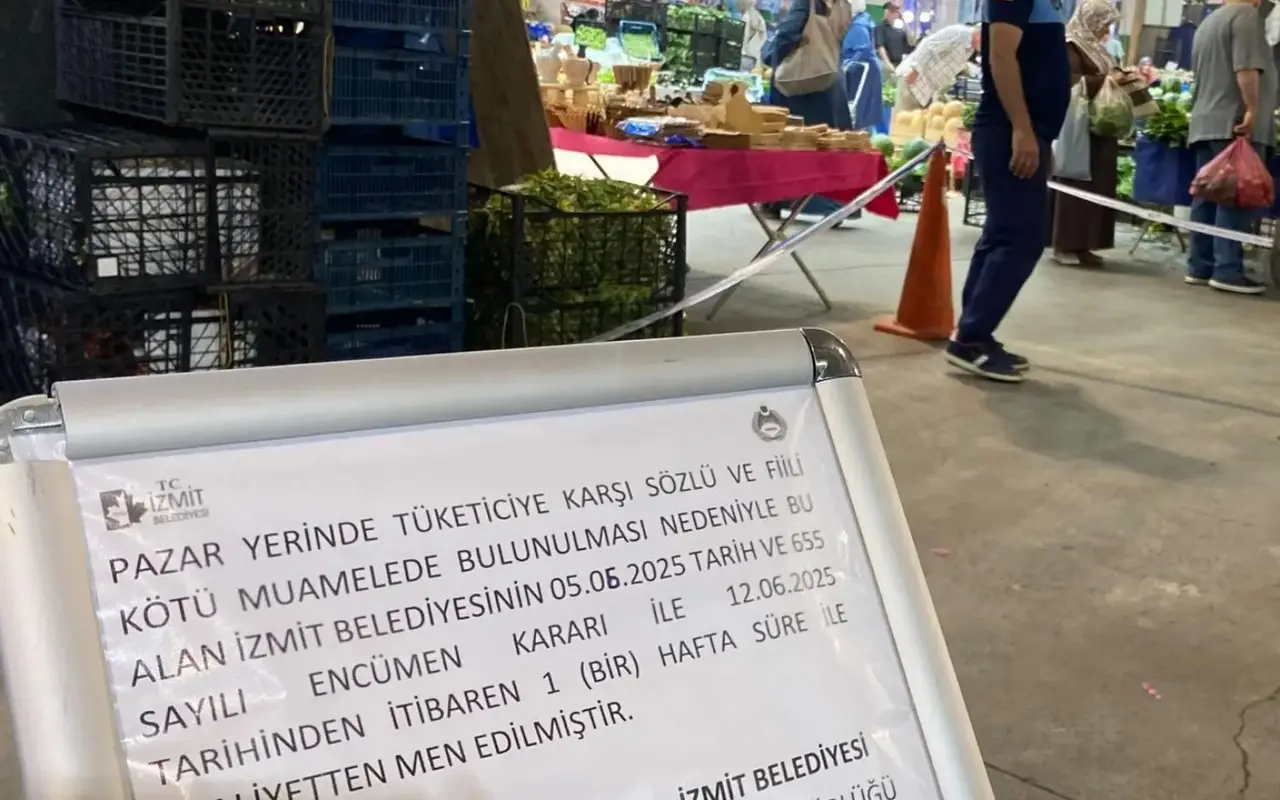 T.C.
İZMİT
BELEDİYESİ
PAZAR YERİNDE TÜKETİCİYE KARŞI SÖZLÜ VE FİİLİ
KÖTÜ MUAMELEDE BULUNULMASI NEDENİYLE BU
ALAN İZMİT BELEDİYESİNİN 05.06.2025 TARİH VE 655
SAYILI ENCÜMEN KARARI İLE 12.06.2025
TARİHİNDEN İTİBAREN 1 (BİR) HAFTA SÜRE İLE
MEN EDİLMİŞTİR.
İZMİT BELEDİYESİ